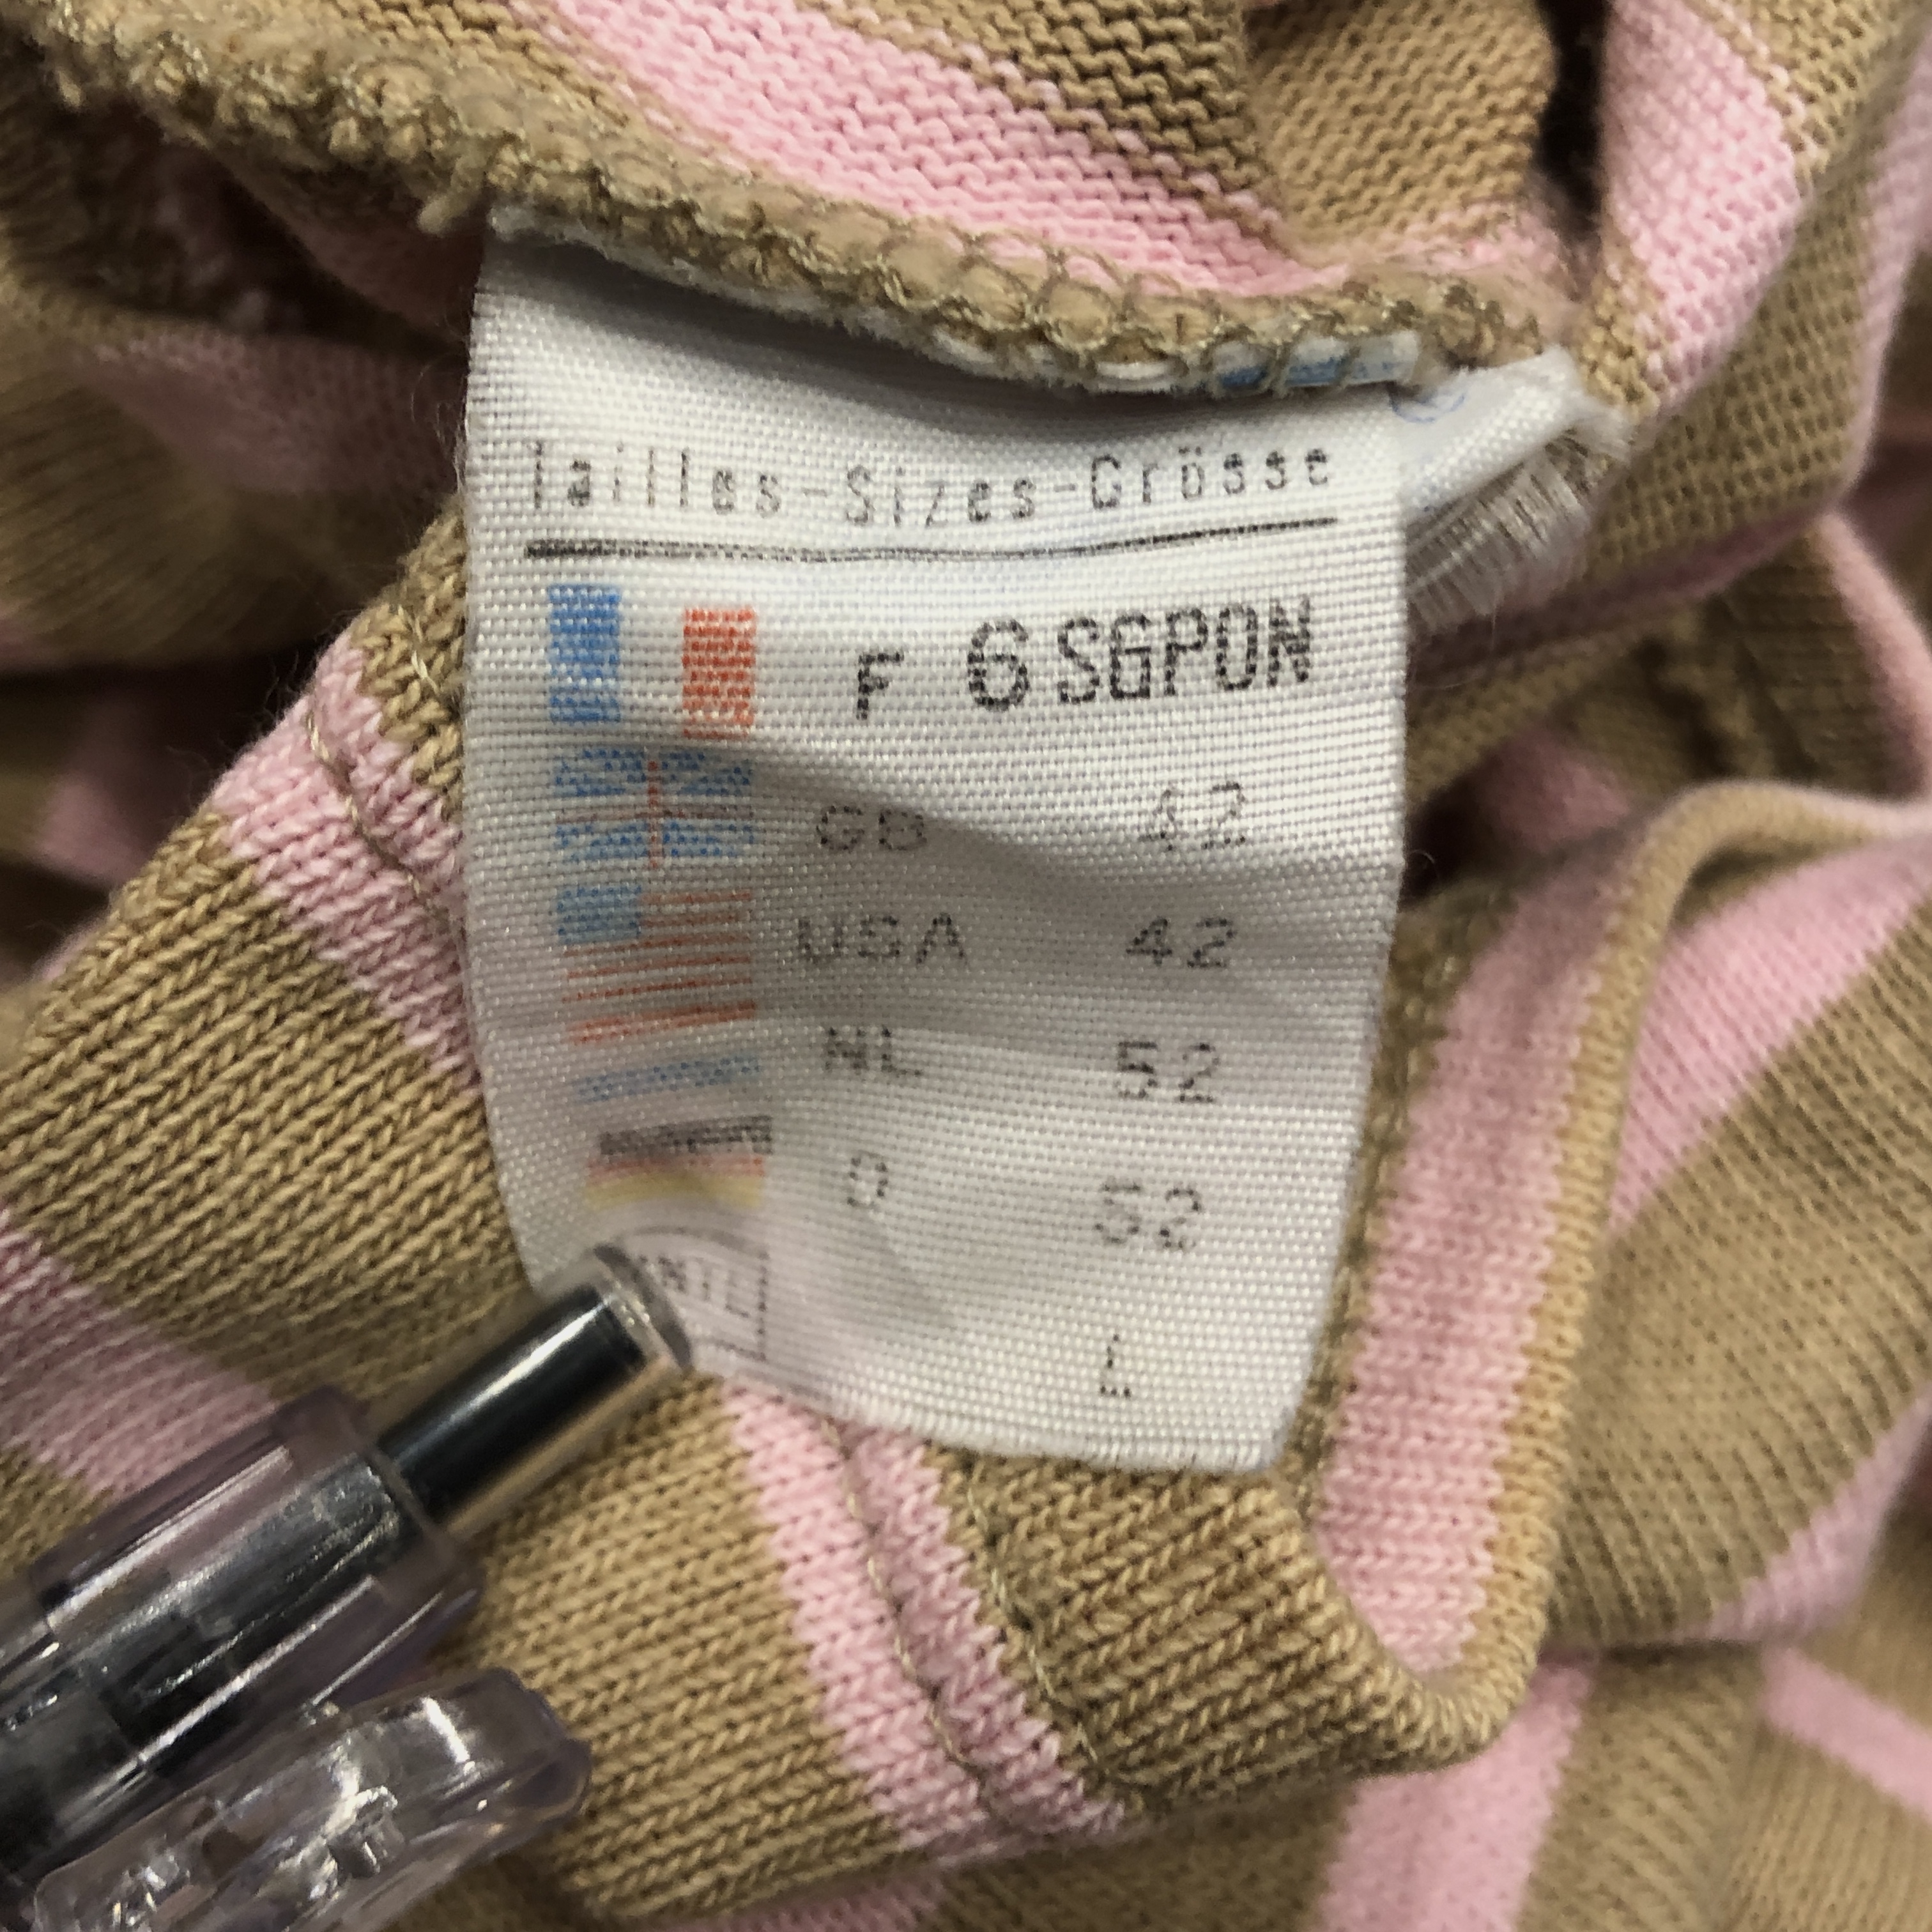 Tailles-Sizes-Grösse
F 6 SGPON
GB 42
USA 42
NL 52
D 52
L